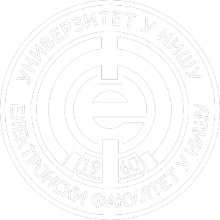 УНИВЕРЗИТЕТ У НИШУ
19 60
ЕЛЕКТРОНСКИ ФАКУЛТЕТ У НИШУ